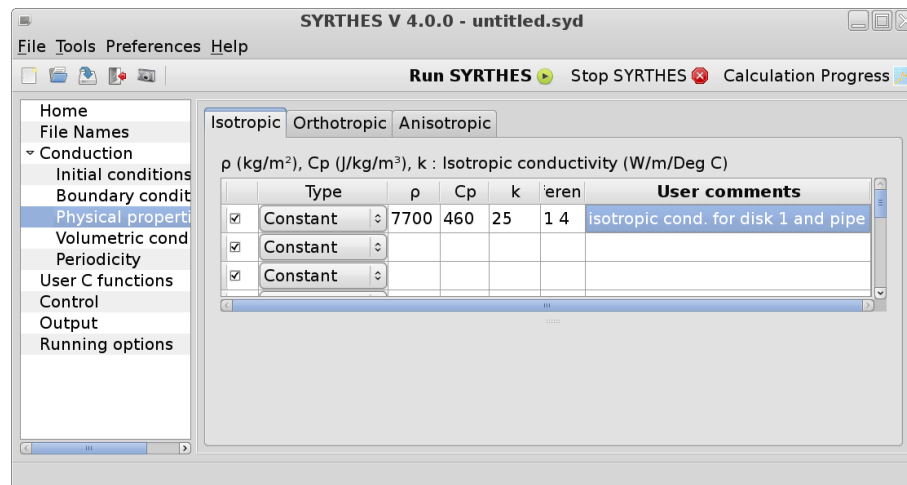 SYRTHES V 4.0.0 - untitled.syd
File Tools Preferences Help
Run SYRTHES Stop SYRTHES Calculation Progress
Home
File Names
Conduction
Initial conditions
Boundary condit
Physical properti
Volumetric cond
Periodicity
User C functions
Control
Output
Running options
Isotropic Orthotropic Anisotropic
ρ (kg/m²), Cp (J/kg/m³), k : Isotropic conductivity (W/m/Deg C)
Type ρ Cp k eren User comments
Constant 7700 460 25 1 4 isotropic cond. for disk 1 and pipe
Constant
Constant